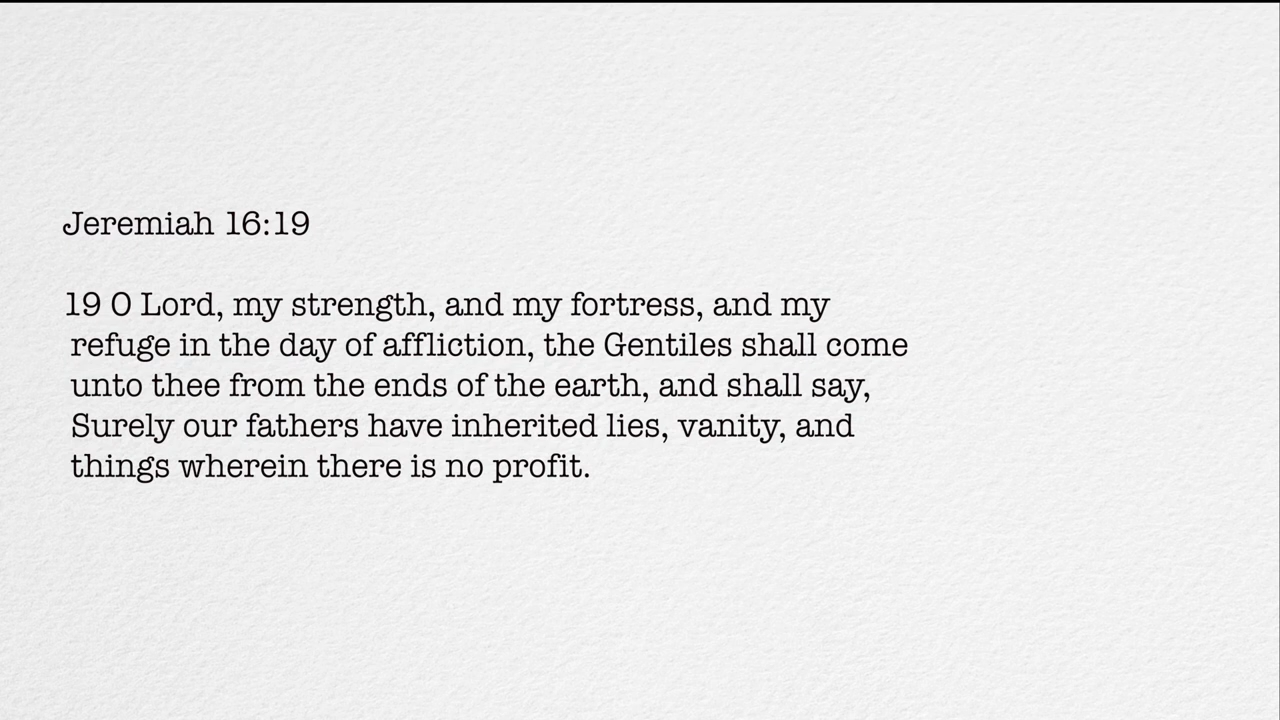 Jeremiah 16:19
19 O Lord, my strength, and my fortress, and my
refuge in the day of affliction, the Gentiles shall come
unto thee from the ends of the earth, and shall say,
Surely our fathers have inherited lies, vanity, and
things wherein there is no profit.